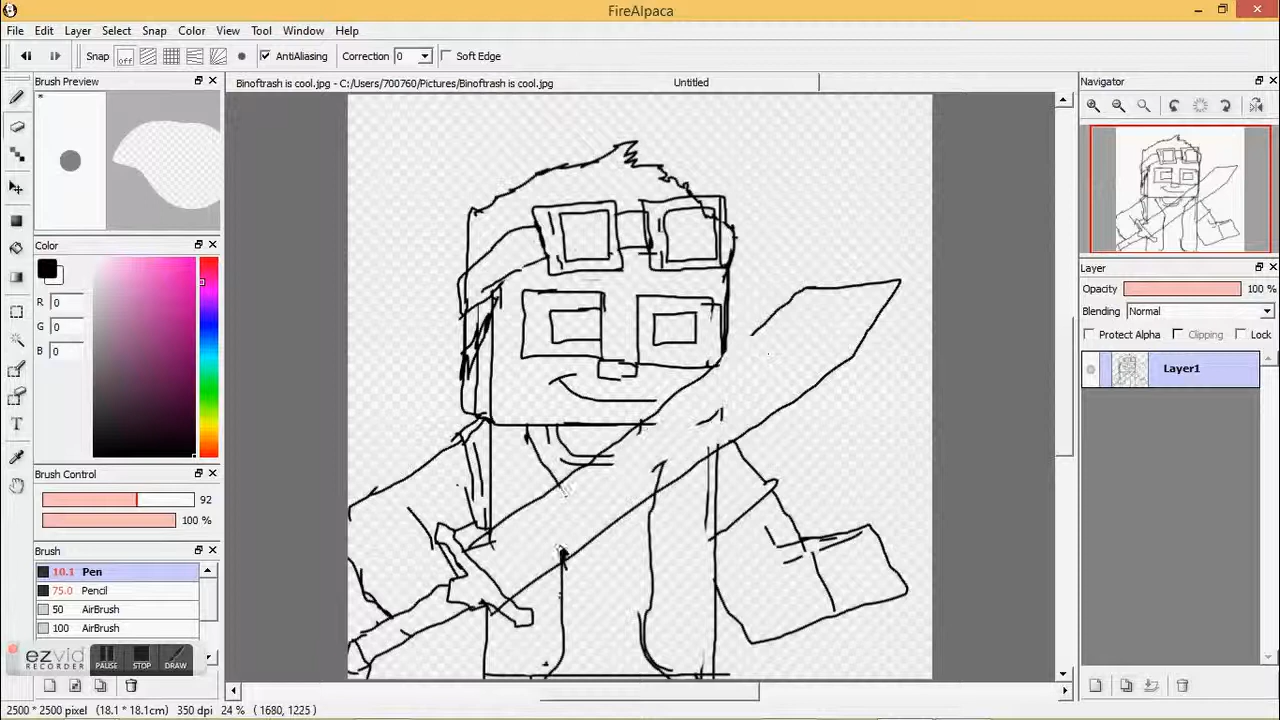 FireAlpaca
File Edit Layer Select Snap Color View Tool Window Help
Snap off AntiAliasing Correction 0 Soft Edge
Brush Preview
Binoftrash is cool.jpg - C:/Users/700760/Pictures/Binoftrash is cool.jpg
Untitled
Navigator
Color
R 0
G 0
B 0
Layer
Opacity 100 %
Blending Normal
Protect Alpha Clipping Lock
Layer1
Brush Control
92
100 %
Brush
10.1 Pen
75.0 Pencil
50 AirBrush
100 AirBrush
ezvid
RECORDER
PAUSE STOP DRAW
2500 * 2500 pixel (18.1 * 18.1cm) 350 dpi 24 % ( 1680, 1225 )